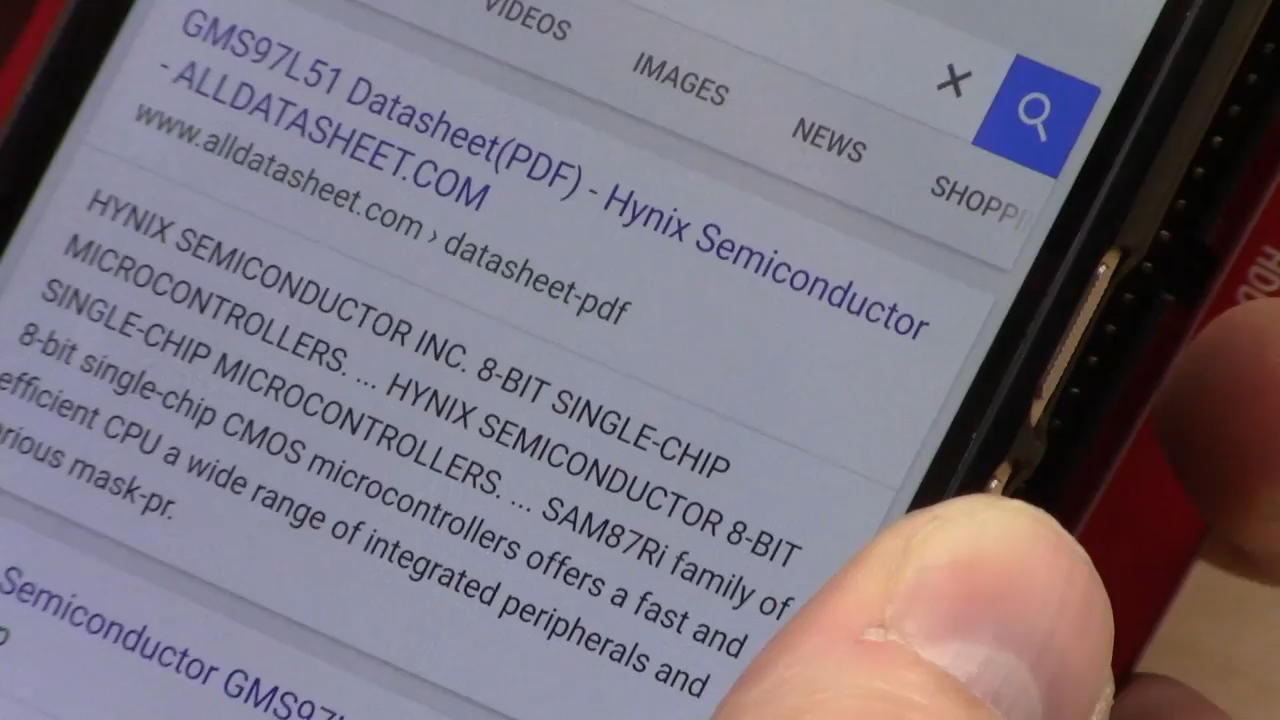 VIDEOS
IMAGES
NEWS
SHOPP
GMS97L51 Datasheet(PDF) - Hynix Semiconductor
- ALLDATASHEET.COM
www.alldatasheet.com › datasheet-pdf
HYNIX SEMICONDUCTOR INC. 8-BIT SINGLE-CHIP
MICROCONTROLLERS. ... HYNIX SEMICONDUCTOR 8-BIT
SINGLE-CHIP MICROCONTROLLERS. ... SAM87Ri family of
8-bit single-chip CMOS microcontrollers offers a fast and
efficient CPU a wide range of integrated peripherals and
rious mask-pr.
Semiconductor GMS97